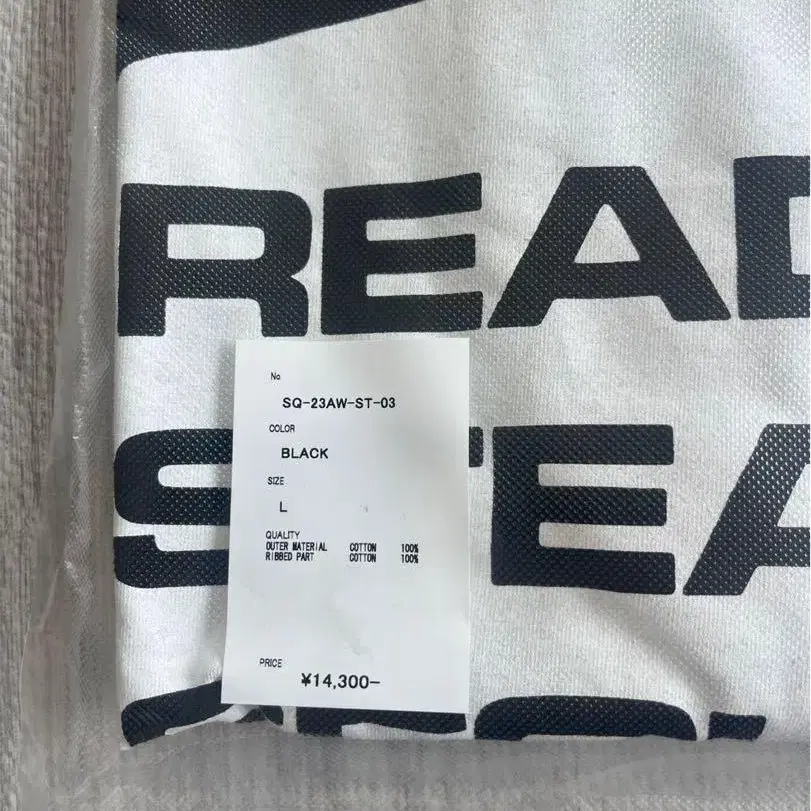 READ
STEA
No
SQ-23AW-ST-03
COLOR
BLACK
SIZE
L
QUALITY
OUTER MATERIAL COTTON 100%
RIBBED PART COTTON 100%
PRICE
¥14,300-